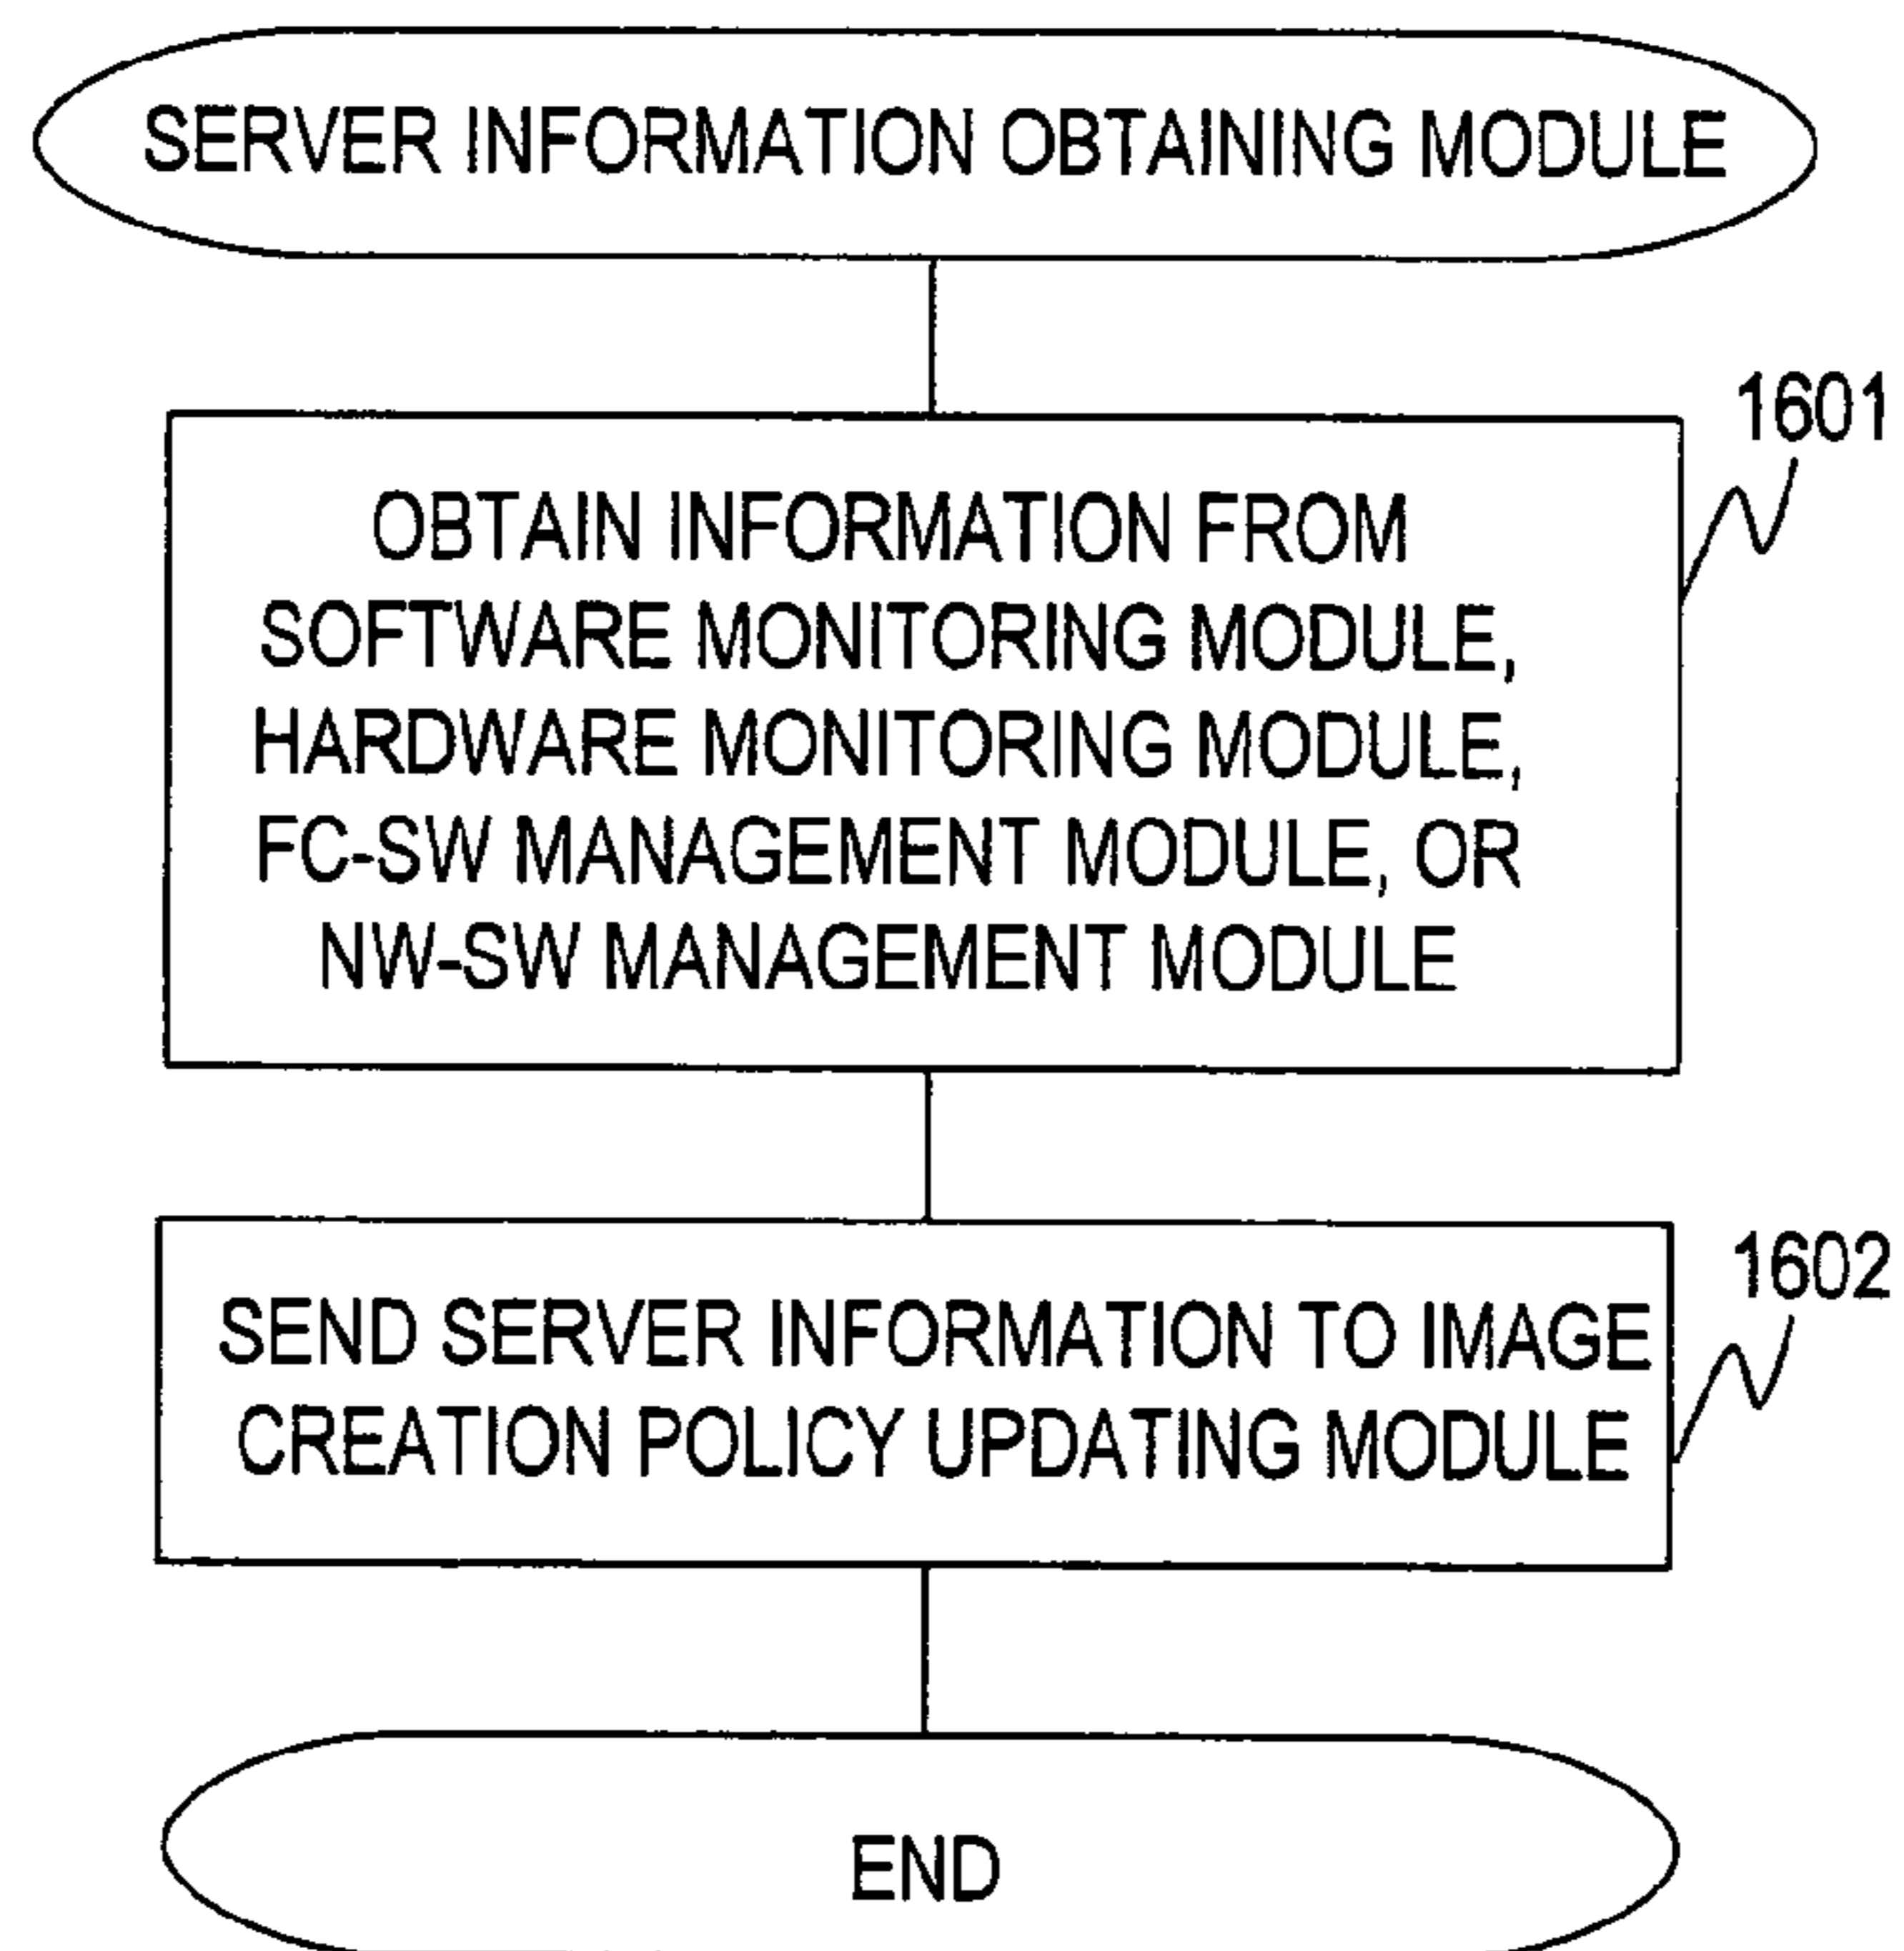 SERVER INFORMATION OBTAINING MODULE
1601
OBTAIN INFORMATION FROM
SOFTWARE MONITORING MODULE,
HARDWARE MONITORING MODULE,
FC-SW MANAGEMENT MODULE, OR
NW-SW MANAGEMENT MODULE
1602
SEND SERVER INFORMATION TO IMAGE
CREATION POLICY UPDATING MODULE
END